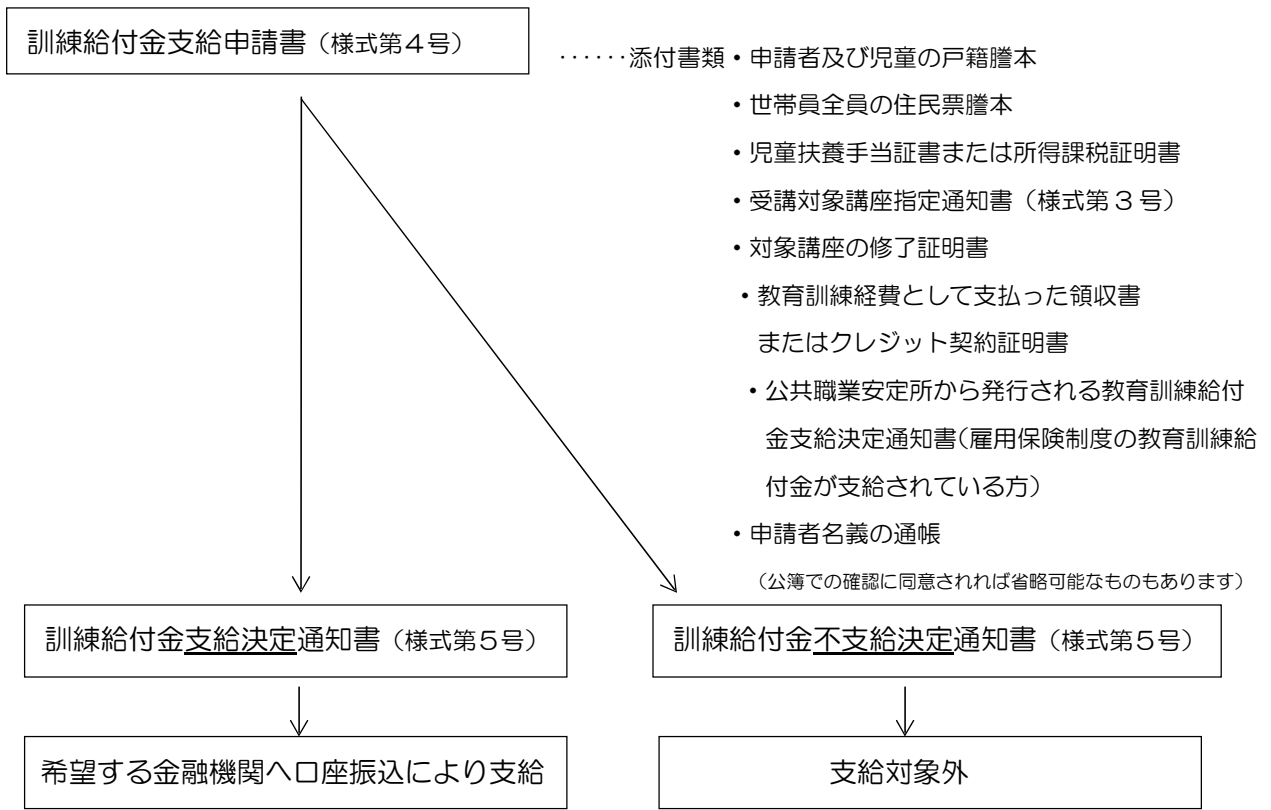 訓練給付金支給申請書（様式第４号）
‥‥‥添付書類・申請者及び児童の戸籍謄本
・世帯員全員の住民票謄本
・児童扶養手当証書または所得課税証明書
・受講対象講座指定通知書（様式第３号）
・対象講座の修了証明書
・教育訓練経費として支払った領収書
またはクレジット契約証明書
・公共職業安定所から発行される教育訓練給付
金支給決定通知書（雇用保険制度の教育訓練給
付金が支給されている方）
・申請者名義の通帳
（公簿での確認に同意されれば省略可能なものもあります）
訓練給付金支給決定通知書（様式第５号）
訓練給付金不支給決定通知書（様式第５号）
希望する金融機関へ口座振込により支給
支給対象外